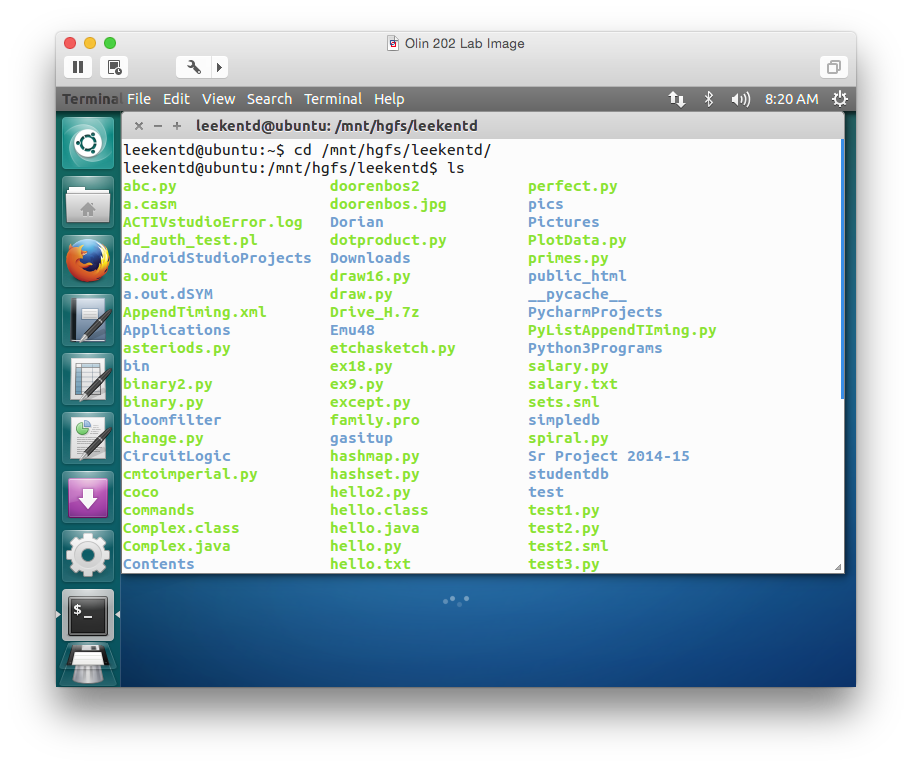 Olin 202 Lab Image
Terminal File Edit View Search Terminal Help 8:20 AM
leekentd@ubuntu: /mnt/hgfs/leekentd
leekentd@ubuntu:~$ cd /mnt/hgfs/leekentd/
leekentd@ubuntu:/mnt/hgfs/leekentd$ ls
abc.py doorenbos2 perfect.py
a.casm doorenbos.jpg pics
ACTIVstudioError.log Dorian Pictures
ad_auth_test.pl dotproduct.py PlotData.py
AndroidStudioProjects Downloads primes.py
a.out draw16.py public_html
a.out.dSYM draw.py __pycache__
AppendTiming.xml Drive_H.7z PycharmProjects
Applications Emu48 PyListAppendTIming.py
asteriods.py etchasketch.py Python3Programs
bin ex18.py salary.py
binary2.py ex9.py salary.txt
binary.py except.py sets.sml
bloomfilter family.pro simpledb
change.py gasitup spiral.py
CircuitLogic hashmap.py Sr Project 2014-15
cmtoimperial.py hashset.py studentdb
coco hello2.py test
commands hello.class test1.py
Complex.class hello.java test2.py
Complex.java hello.py test2.sml
Contents hello.txt test3.py
$_